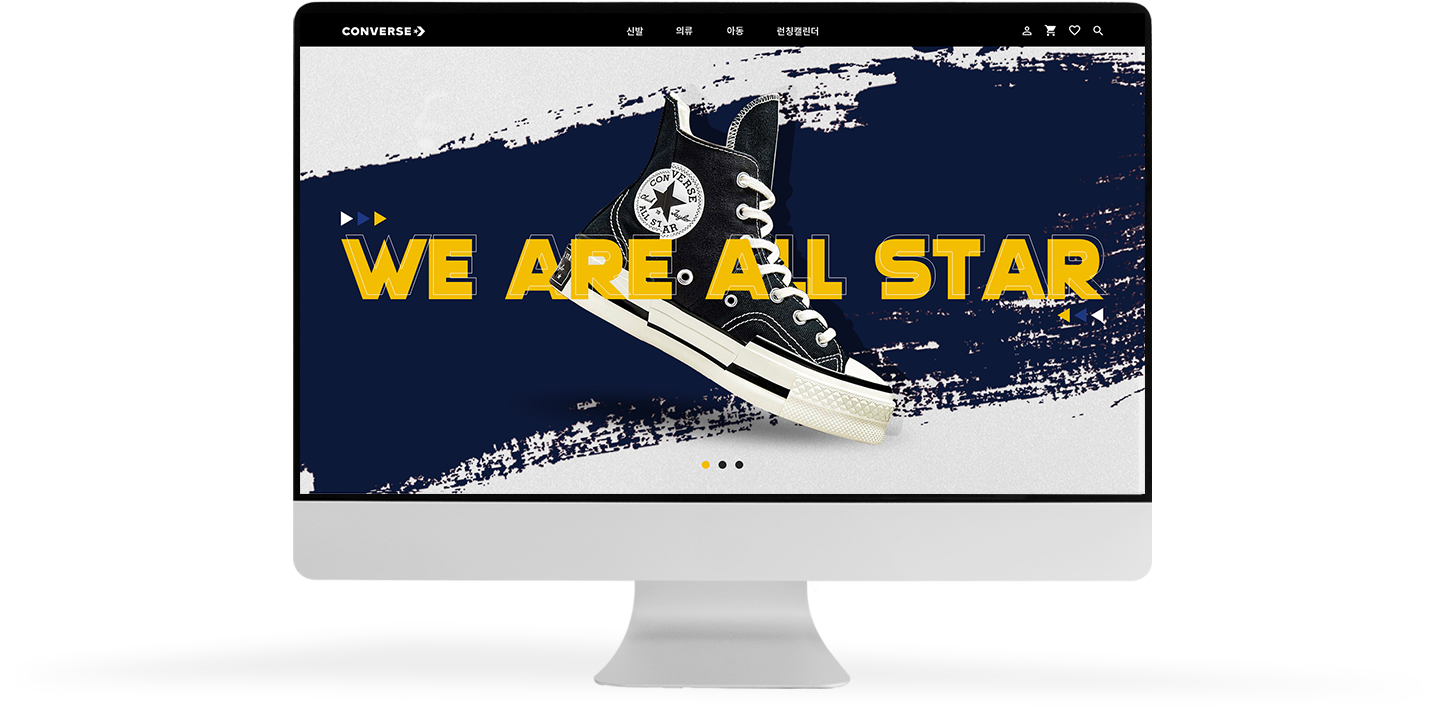 CONVERSE
신발 의류 아동 런칭캘린더
CONVERSE
Chuck Taylor
ALL STAR
WE ARE ALL STAR